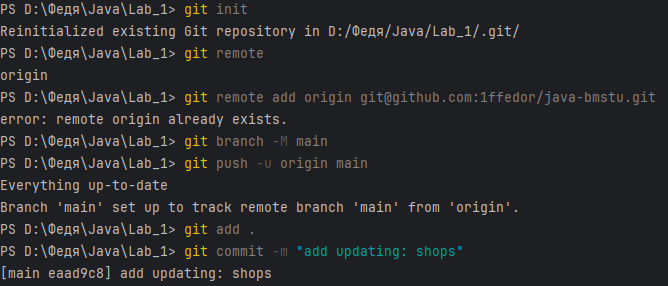 PS D:\Федя\Java\Lab_1> git init
Reinitialized existing Git repository in D:/Федя/Java/Lab_1/.git/
PS D:\Федя\Java\Lab_1> git remote
origin
PS D:\Федя\Java\Lab_1> git remote add origin git@github.com:1ffedor/java-bmstu.git
error: remote origin already exists.
PS D:\Федя\Java\Lab_1> git branch -M main
PS D:\Федя\Java\Lab_1> git push -u origin main
Everything up-to-date
Branch 'main' set up to track remote branch 'main' from 'origin'.
PS D:\Федя\Java\Lab_1> git add .
PS D:\Федя\Java\Lab_1> git commit -m "add updating: shops"
[main eaad9c8] add updating: shops